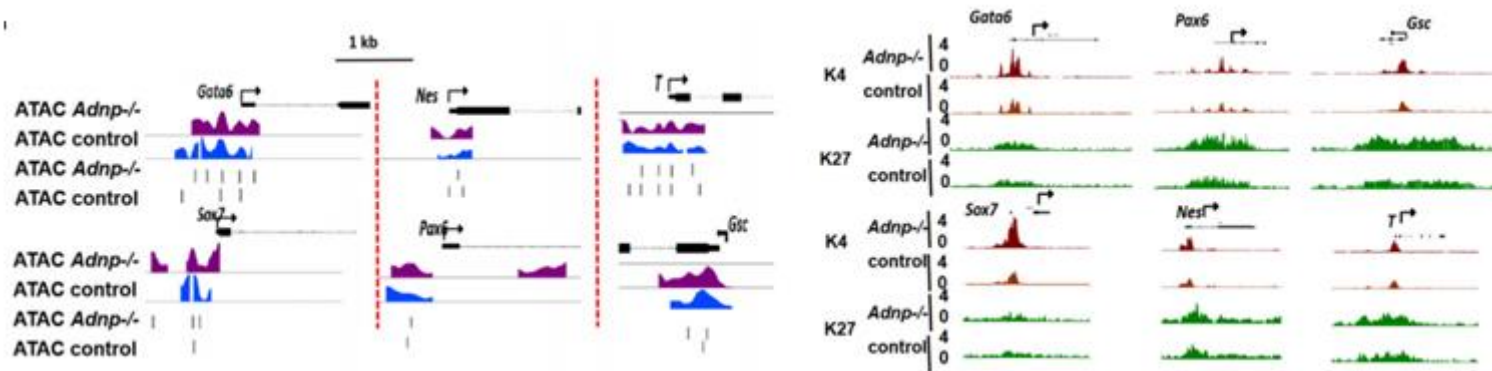 1 kb
Gata6 Nes T
ATAC Adnp-/-
ATAC control
ATAC Adnp-/-
ATAC control
Sox7 Pax6 Gsc
ATAC Adnp-/-
ATAC control
ATAC Adnp-/-
ATAC control
Gata6 Pax6 Gsc
K4 Adnp-/- 4 0
control 4 0
K27 Adnp-/- 4 0
control 4 0
Sox7 Nes T
K4 Adnp-/- 4 0
control 4 0
K27 Adnp-/- 4 0
control 4 0